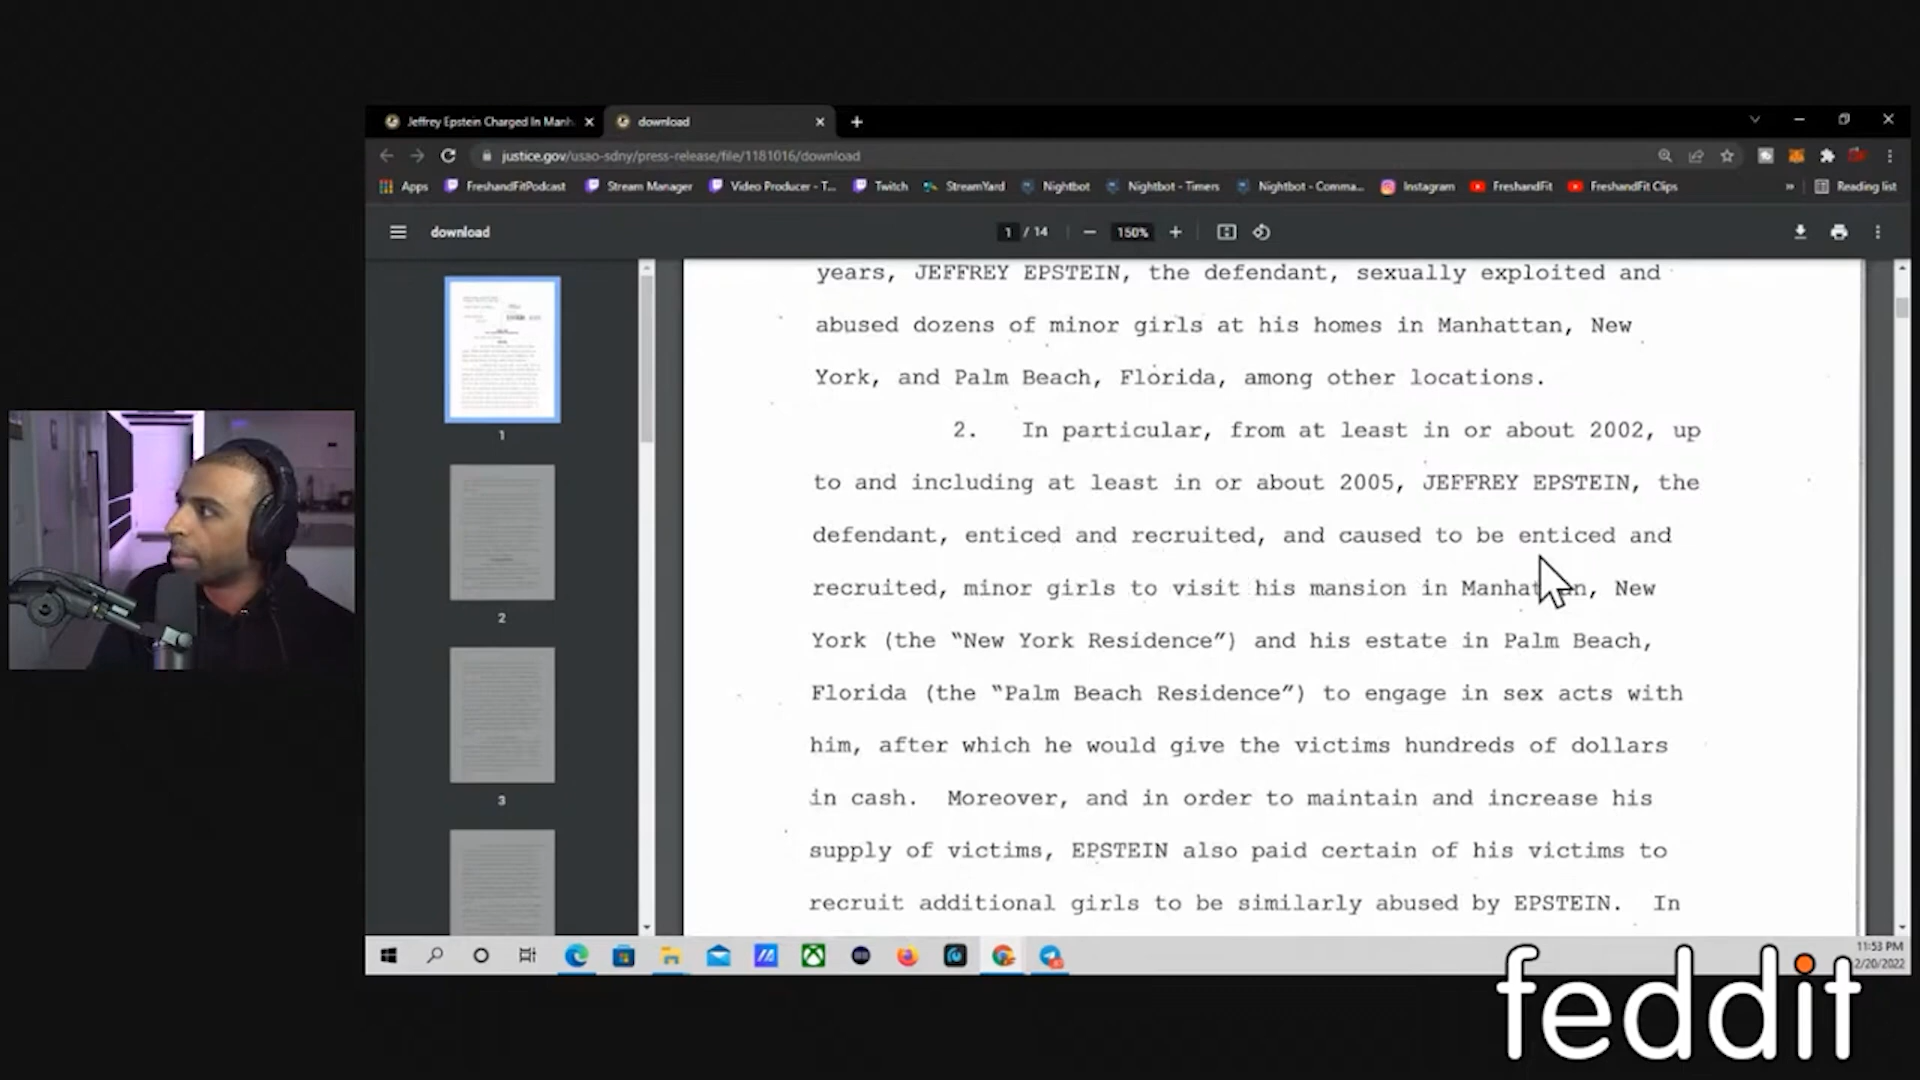 Jeffrey Epstein Charged In Manh
download
justice.gov/usao-sdny/press-release/file/1181016/download
Apps FreshandFitPodcast Stream Manager Video Producer - T... Twitch StreamYard Nightbot Nightbot - Timers Nightbot - Comma... Instagram FreshandFit FreshandFit Clips » Reading list
download 1 / 14 150%
years, JEFFREY EPSTEIN, the defendant, sexually exploited and
abused dozens of minor girls at his homes in Manhattan, New
York, and Palm Beach, Florida, among other locations.
2. In particular, from at least in or about 2002, up
to and including at least in or about 2005, JEFFREY EPSTEIN, the
defendant, enticed and recruited, and caused to be enticed and
recruited, minor girls to visit his mansion in Manhattan, New
York (the "New York Residence") and his estate in Palm Beach,
Florida (the "Palm Beach Residence") to engage in sex acts with
him, after which he would give the victims hundreds of dollars
in cash. Moreover, and in order to maintain and increase his
supply of victims, EPSTEIN also paid certain of his victims to
recruit additional girls to be similarly abused by EPSTEIN. In
1
2
3
11:53 PM
2/20/2022
feddit